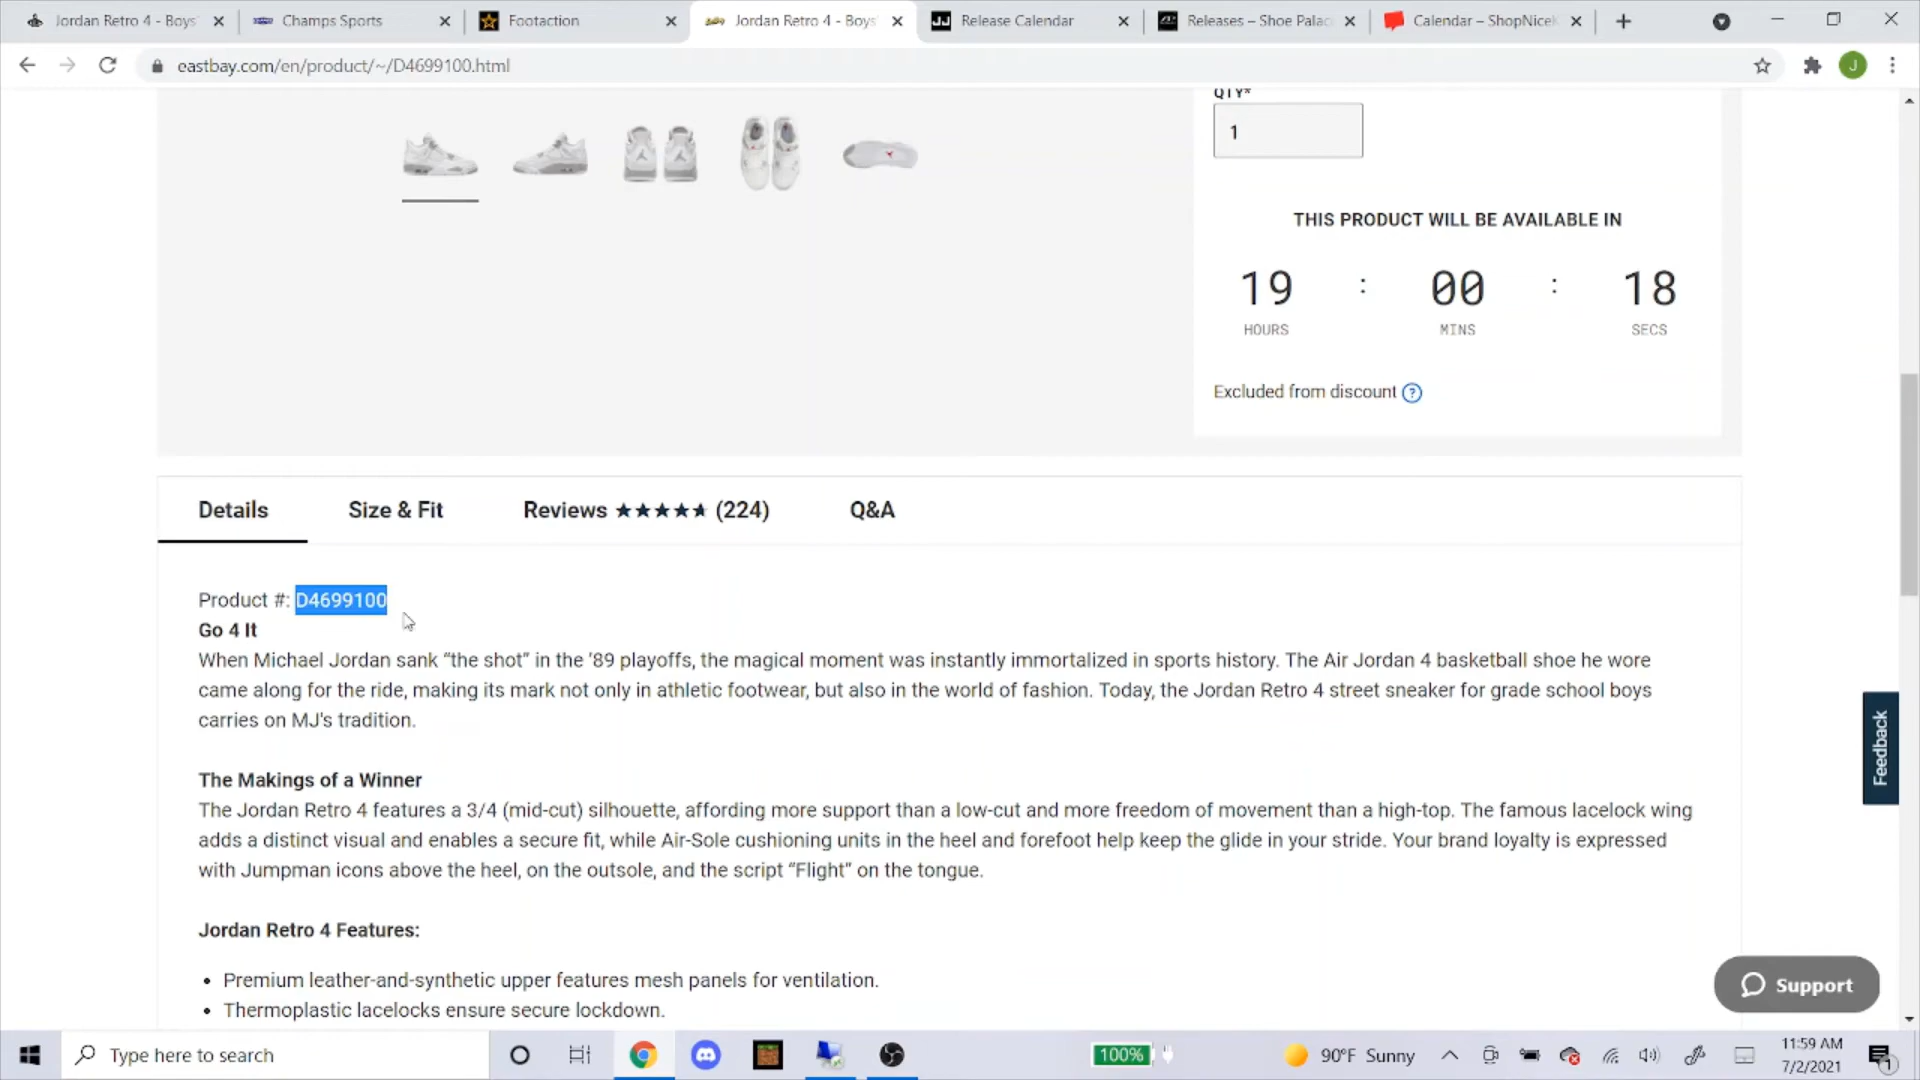 Jordan Retro 4 - Boys'
Champs Sports
Footaction
Jordan Retro 4 - Boys'
Release Calendar
Releases – Shoe Palac
Calendar – ShopNiceK
eastbay.com/en/product/~/D4699100.html
J
QTY*
1
THIS PRODUCT WILL BE AVAILABLE IN
19 : 00 : 18
HOURS MINS SECS
Excluded from discount ?
Details Size & Fit Reviews ★★★★★ (224) Q&A
Product #: D4699100
Go 4 It
When Michael Jordan sank “the shot” in the ’89 playoffs, the magical moment was instantly immortalized in sports history. The Air Jordan 4 basketball shoe he wore
came along for the ride, making its mark not only in athletic footwear, but also in the world of fashion. Today, the Jordan Retro 4 street sneaker for grade school boys
carries on MJ's tradition.
The Makings of a Winner
The Jordan Retro 4 features a 3/4 (mid-cut) silhouette, affording more support than a low-cut and more freedom of movement than a high-top. The famous lacelock wing
adds a distinct visual and enables a secure fit, while Air-Sole cushioning units in the heel and forefoot help keep the glide in your stride. Your brand loyalty is expressed
with Jumpman icons above the heel, on the outsole, and the script “Flight” on the tongue.
Jordan Retro 4 Features:
• Premium leather-and-synthetic upper features mesh panels for ventilation.
• Thermoplastic lacelocks ensure secure lockdown.
Feedback
Support
Type here to search
100%
90°F Sunny
11:59 AM
7/2/2021
1